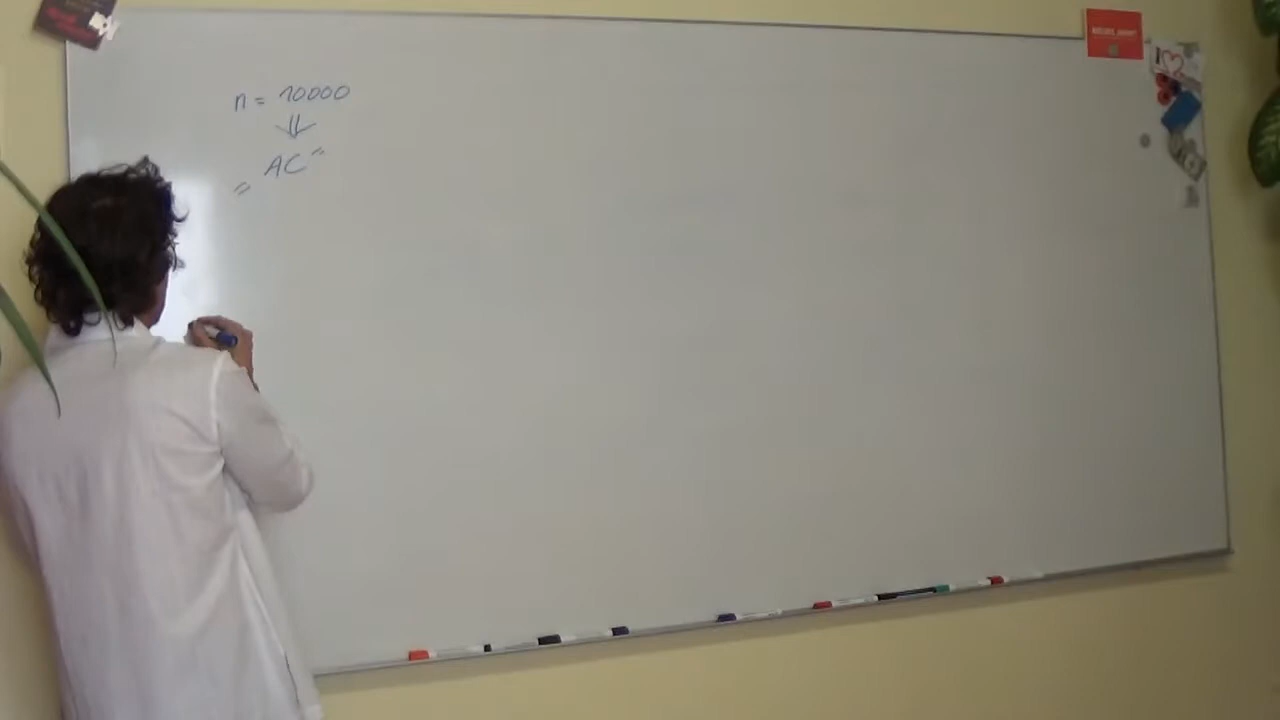 n = 10000
⇓
„AC"
I ♥